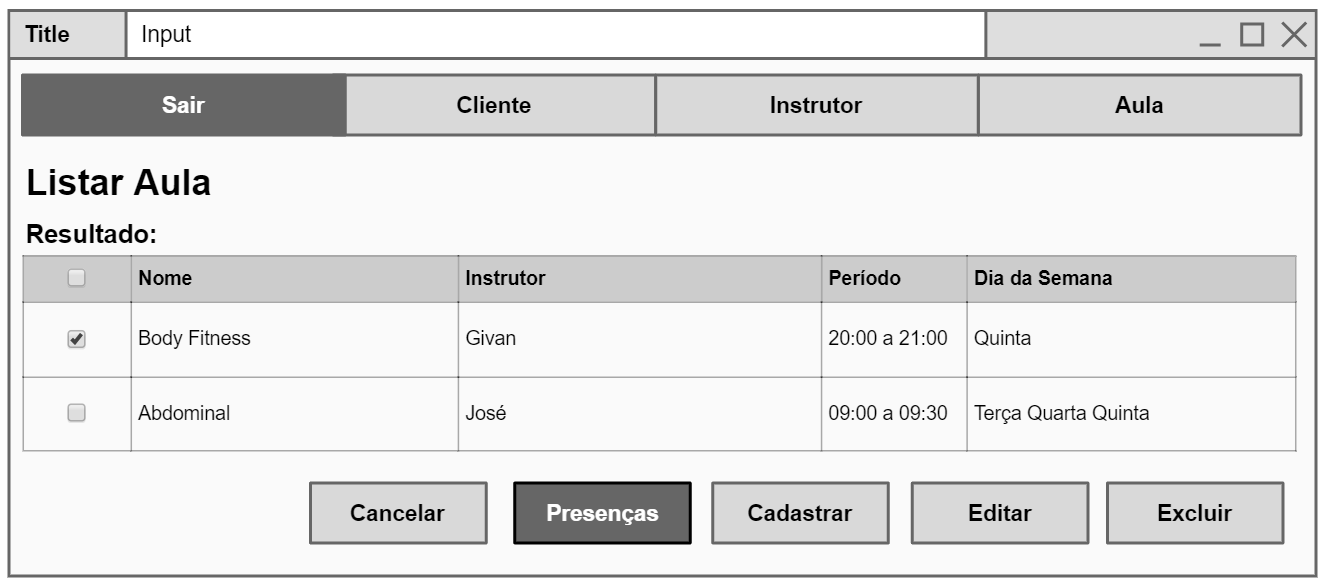 Title Input
Sair Cliente Instrutor Aula
Listar Aula
Resultado:
Nome Instrutor Período Dia da Semana
Body Fitness Givan 20:00 a 21:00 Quinta
Abdominal José 09:00 a 09:30 Terça Quarta Quinta
Cancelar Presenças Cadastrar Editar Excluir